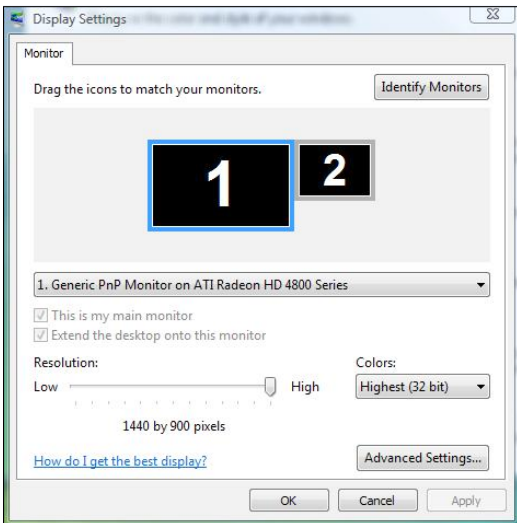 Display Settings
Monitor
Drag the icons to match your monitors.
Identify Monitors
1
2
1. Generic PnP Monitor on ATI Radeon HD 4800 Series
This is my main monitor
Extend the desktop onto this monitor
Resolution:
Colors:
Low
High
Highest (32 bit)
1440 by 900 pixels
How do I get the best display?
Advanced Settings...
OK
Cancel
Apply